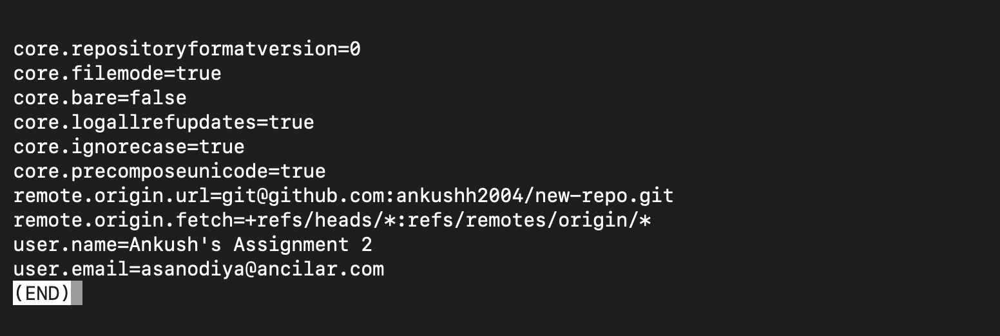 core.repositoryformatversion=0
core.filemode=true
core.bare=false
core.logallrefupdates=true
core.ignorecase=true
core.precomposeunicode=true
remote.origin.url=git@github.com:ankushh2004/new-repo.git
remote.origin.fetch=+refs/heads/*:refs/remotes/origin/*
user.name=Ankush's Assignment 2
user.email=asanodiya@ancilar.com
(END)